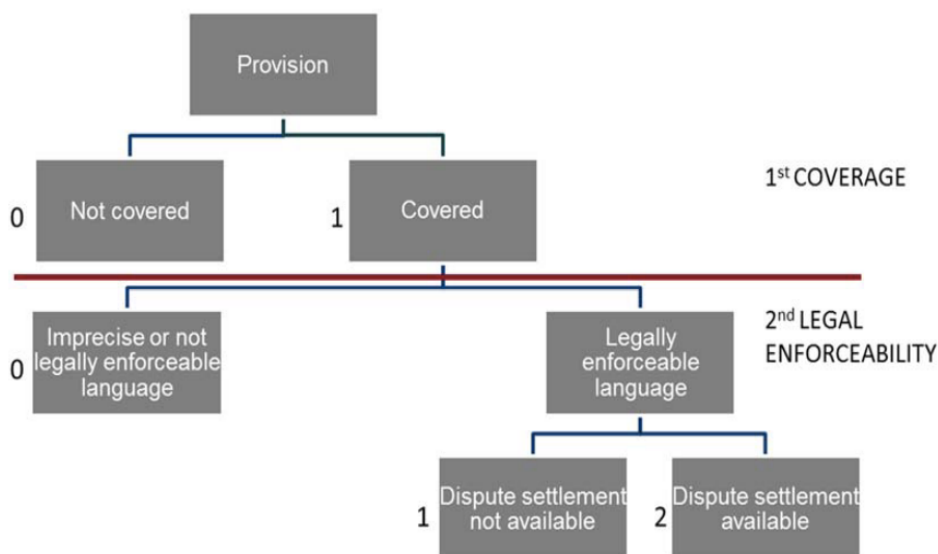 Provision
1st COVERAGE
0
Not covered
1
Covered
2nd LEGAL
ENFORCEABILITY
0
Imprecise or not
legally enforceable
language
Legally
enforceable
language
1
Dispute settlement
not available
2
Dispute settlement
available